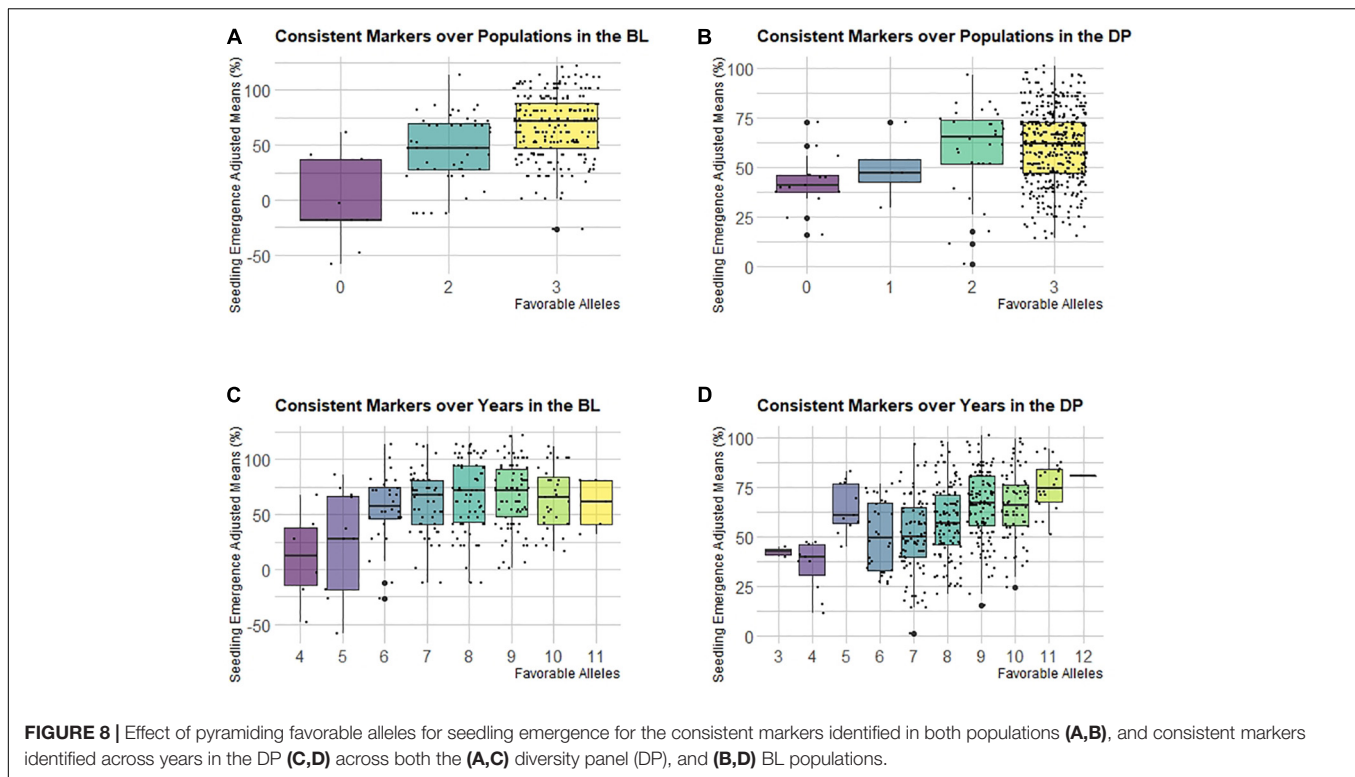 A
Consistent Markers over Populations in the BL
Seedling Emergence Adjusted Means (%)
100
50
0
-50
0 2 3
Favorable Alleles
B
Consistent Markers over Populations in the DP
Seedling Emergence Adjusted Means (%)
100
75
50
25
0
0 1 2 3
Favorable Alleles
C
Consistent Markers over Years in the BL
Seedling Emergence Adjusted Means (%)
100
50
0
-50
4 5 6 7 8 9 10 11
Favorable Alleles
D
Consistent Markers over Years in the DP
Seedling Emergence Adjusted Means (%)
100
75
50
25
0
3 4 5 6 7 8 9 10 11 12
Favorable Alleles
FIGURE 8 | Effect of pyramiding favorable alleles for seedling emergence for the consistent markers identified in both populations (A,B), and consistent markers
identified across years in the DP (C,D) across both the (A,C) diversity panel (DP), and (B,D) BL populations.